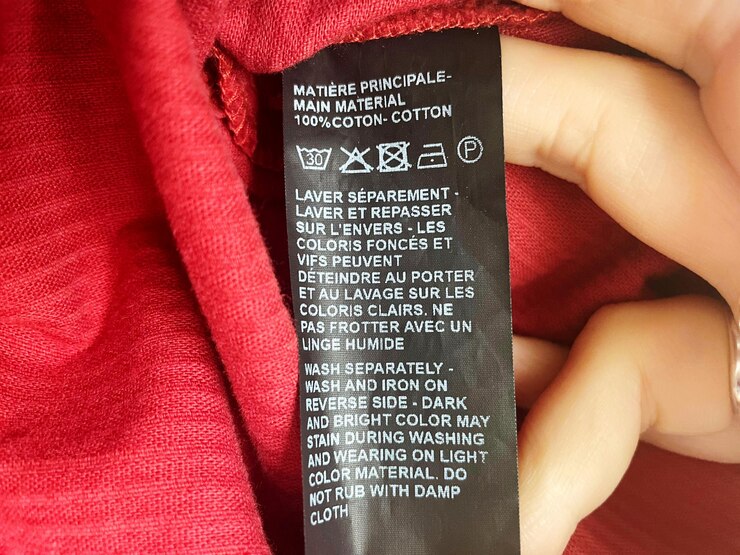 MATIÈRE PRINCIPALE-
MAIN MATERIAL
100%COTON- COTTON
30 P
LAVER SÉPAREMENT -
LAVER ET REPASSER
SUR L'ENVERS - LES
COLORIS FONCÉS ET
VIFS PEUVENT
DÉTEINDRE AU PORTER
ET AU LAVAGE SUR LES
COLORIS CLAIRS. NE
PAS FROTTER AVEC UN
LINGE HUMIDE
WASH SEPARATELY -
WASH AND IRON ON
REVERSE SIDE - DARK
AND BRIGHT COLOR MAY
STAIN DURING WASHING
AND WEARING ON LIGHT
COLOR MATERIAL. DO
NOT RUB WITH DAMP
CLOTH